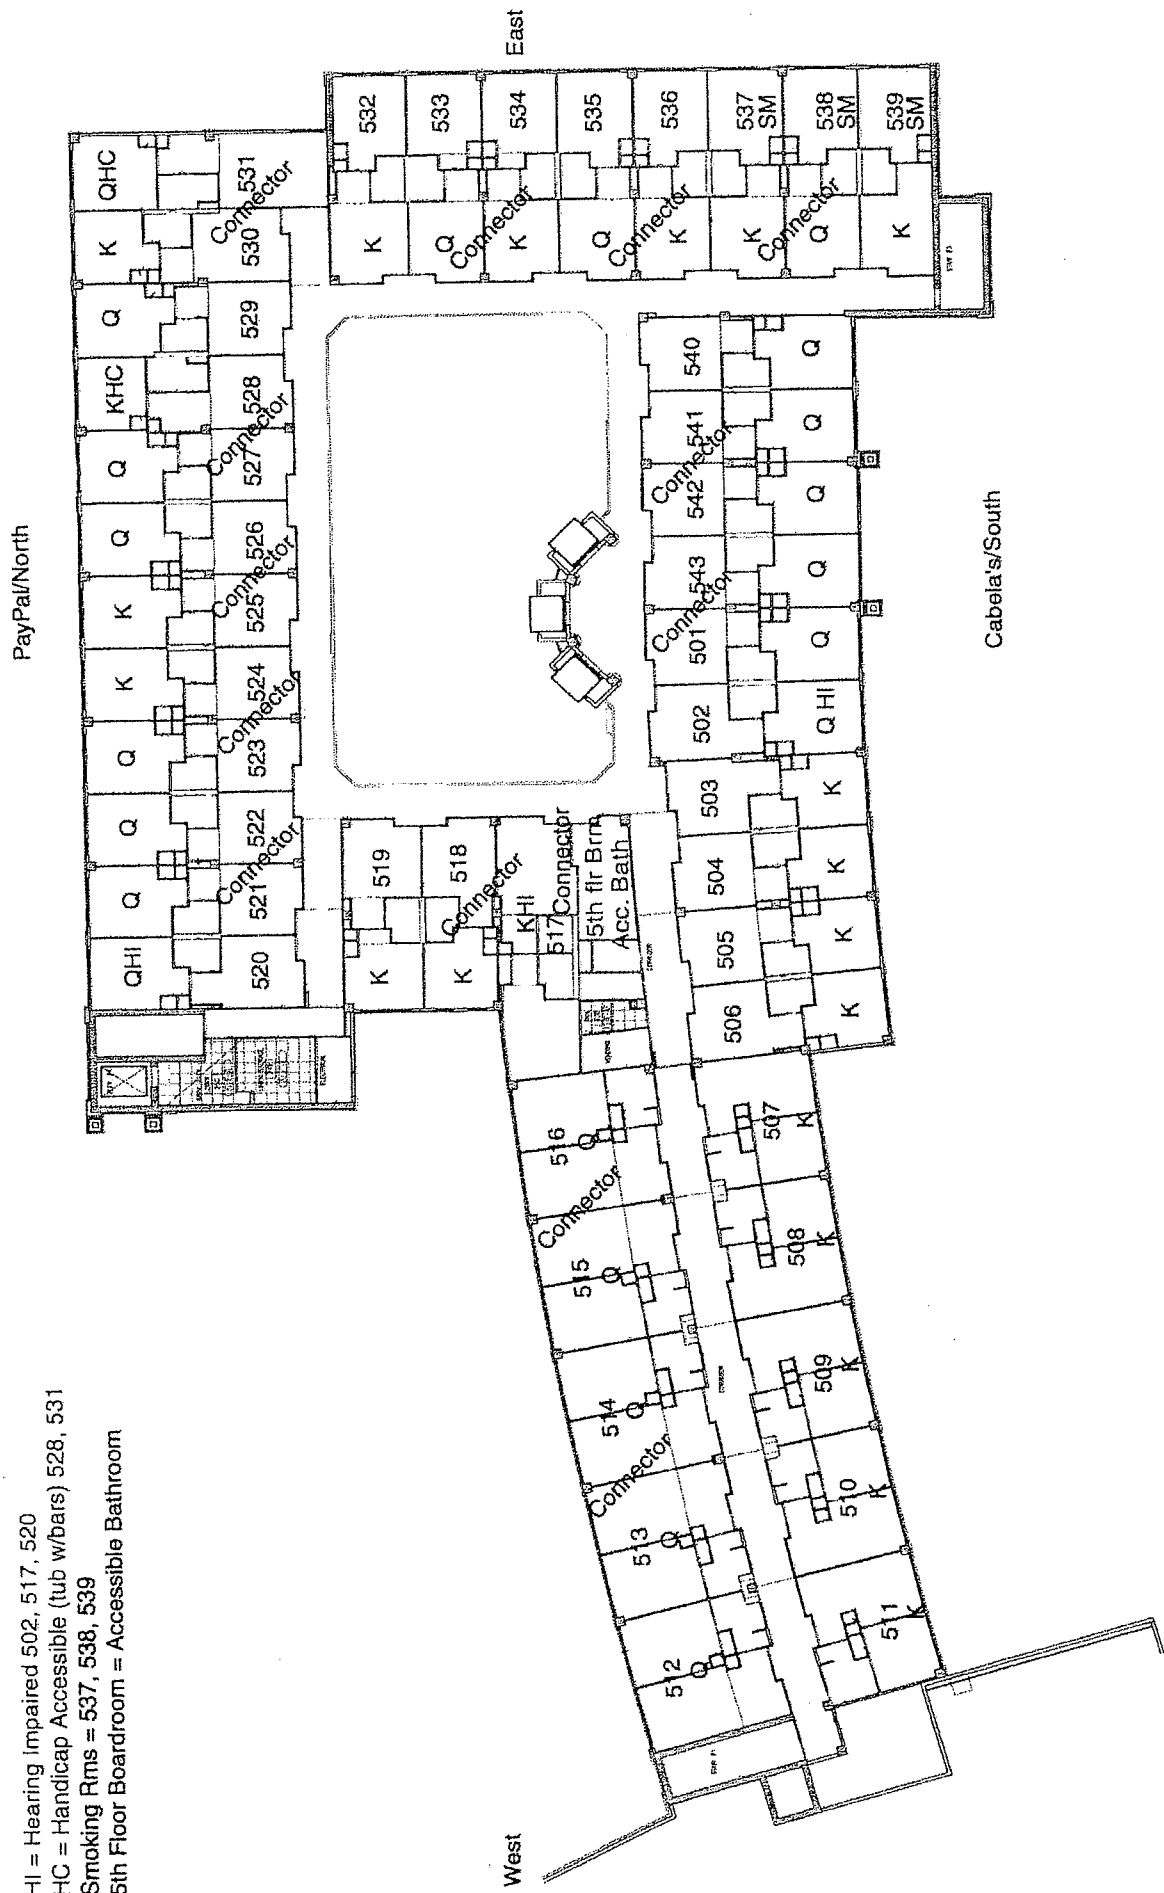 HI = Hearing Impaired 502, 517, 520
HC = Handicap Accessible (tub w/bars) 528, 531
Smoking Rms = 537, 538, 539
5th Floor Boardroom = Accessible Bathroom
PayPal/North
East
Cabela's/South
West
QHI
Q
Q
Q
K
K
Q
Q
KHC
Q
K
QHC
520
521
Connector
522
523
Connector
524
525
Connector
526
527
Connector
528
529
530
Connector
531
532
K
533
Q
Connector
534
K
535
Q
Connector
536
K
537
SM
K
Connector
538
SM
Q
539
SM
K
519
K
518
K
Connector
KHI
517
Connector
5th flr Brm
Acc. Bath
540
Q
541
Q
Connector
542
Q
543
Q
Connector
501
Q
502
Q HI
503
K
504
K
505
K
506
K
516
Q
Connector
515
Q
514
Q
Connector
513
Q
512
Q
507
K
508
K
509
K
510
K
511
K